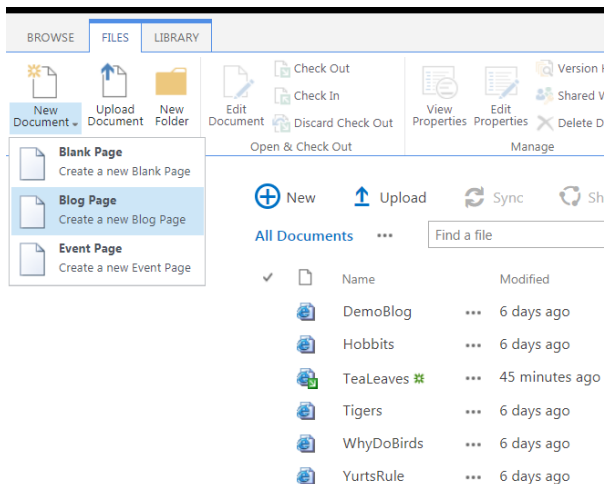 BROWSE FILES LIBRARY
New Document
Upload Document
New Folder
Edit Document
Check Out
Check In
Discard Check Out
Open & Check Out
View Properties
Edit Properties
Version
Shared
Delete
Manage
Blank Page
Create a new Blank Page
Blog Page
Create a new Blog Page
Event Page
Create a new Event Page
New Upload Sync
All Documents ••• Find a file
Name Modified
DemoBlog ••• 6 days ago
Hobbits ••• 6 days ago
TeaLeaves ••• 45 minutes ago
Tigers ••• 6 days ago
WhyDoBirds ••• 6 days ago
YurtsRule ••• 6 days ago